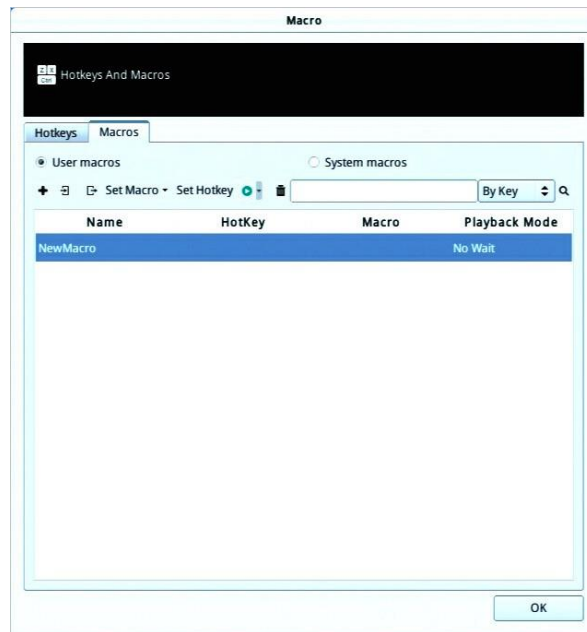 Macro
Z X
Ctrl
Hotkeys And Macros
Hotkeys Macros
User macros System macros
Set Macro Set Hotkey By Key
Name HotKey Macro Playback Mode
NewMacro No Wait
OK